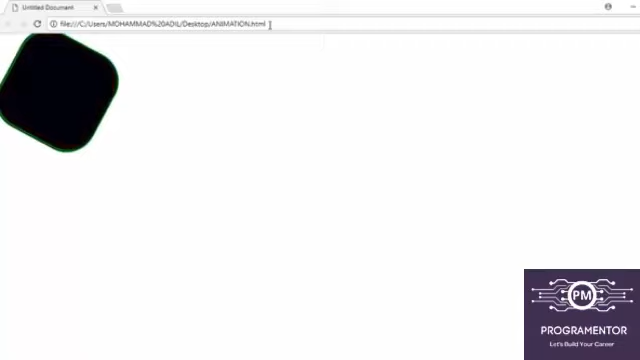 Untitled Document
file:///C:/Users/MOHAMMAD%20ADIL/Desktop/ANIMATION.html
PM
PROGRAMENTOR
Let's Build Your Career